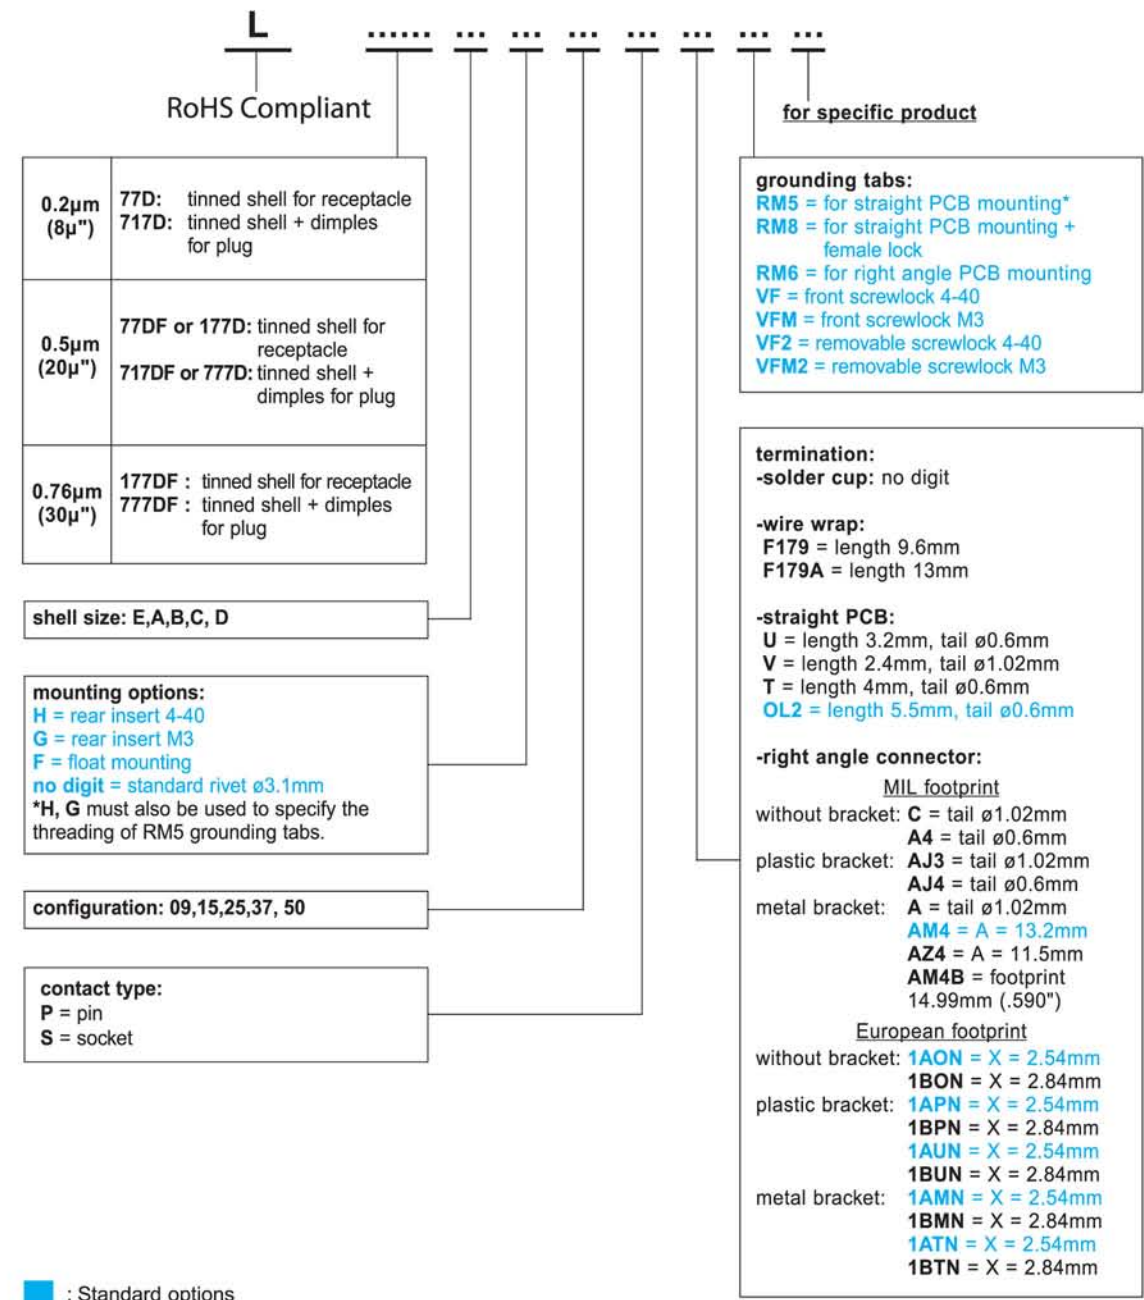 L ...... ... ... ... ... ... ... ...
RoHS Compliant
for specific product
0.2µm
(8µ")
77D: tinned shell for receptacle
717D: tinned shell + dimples
for plug
0.5µm
(20µ")
77DF or 177D: tinned shell for
receptacle
717DF or 777D: tinned shell +
dimples for plug
0.76µm
(30µ")
177DF : tinned shell for receptacle
777DF : tinned shell + dimples
for plug
shell size: E,A,B,C, D
mounting options:
H = rear insert 4-40
G = rear insert M3
F = float mounting
no digit = standard rivet ø3.1mm
*H, G must also be used to specify the
threading of RM5 grounding tabs.
configuration: 09,15,25,37, 50
contact type:
P = pin
S = socket
grounding tabs:
RM5 = for straight PCB mounting*
RM8 = for straight PCB mounting +
female lock
RM6 = for right angle PCB mounting
VF = front screwlock 4-40
VFM = front screwlock M3
VF2 = removable screwlock 4-40
VFM2 = removable screwlock M3
termination:
-solder cup: no digit
-wire wrap:
F179 = length 9.6mm
F179A = length 13mm
-straight PCB:
U = length 3.2mm, tail ø0.6mm
V = length 2.4mm, tail ø1.02mm
T = length 4mm, tail ø0.6mm
OL2 = length 5.5mm, tail ø0.6mm
-right angle connector:
MIL footprint
without bracket: C = tail ø1.02mm
A4 = tail ø0.6mm
plastic bracket: AJ3 = tail ø1.02mm
AJ4 = tail ø0.6mm
metal bracket: A = tail ø1.02mm
AM4 = A = 13.2mm
AZ4 = A = 11.5mm
AM4B = footprint
14.99mm (.590")
European footprint
without bracket: 1AON = X = 2.54mm
1BON = X = 2.84mm
plastic bracket: 1APN = X = 2.54mm
1BPN = X = 2.84mm
1AUN = X = 2.54mm
1BUN = X = 2.84mm
metal bracket: 1AMN = X = 2.54mm
1BMN = X = 2.84mm
1ATN = X = 2.54mm
1BTN = X = 2.84mm
: Standard options